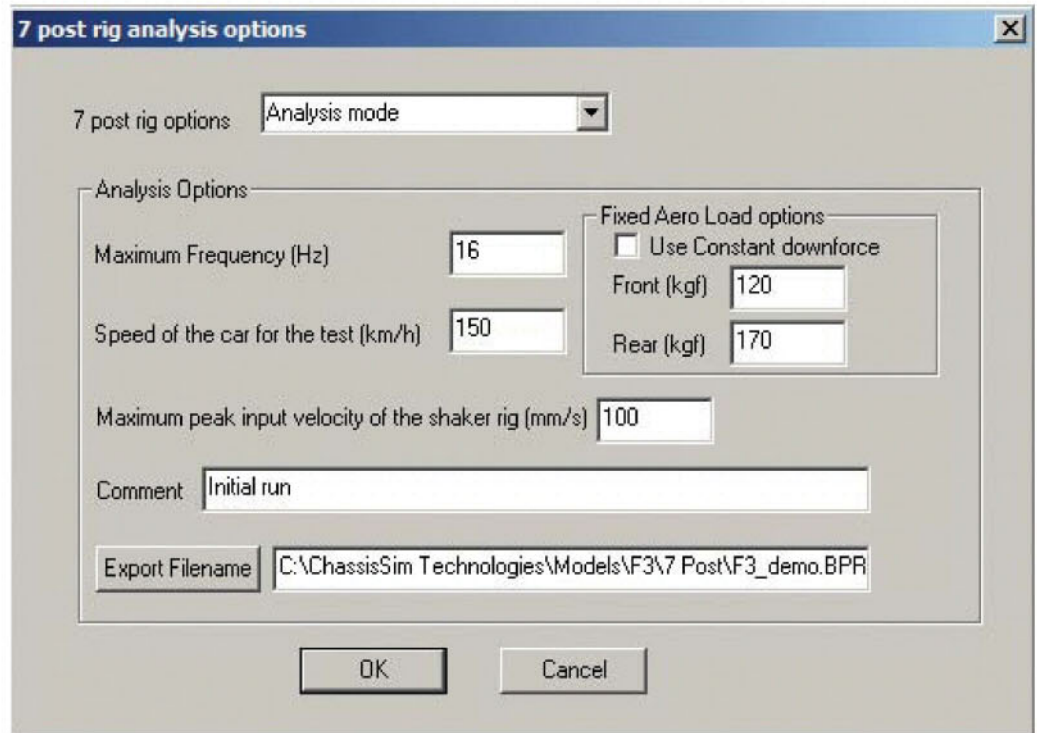 7 post rig analysis options
7 post rig options
Analysis mode
Analysis Options
Maximum Frequency (Hz)
16
Speed of the car for the test (km/h)
150
Fixed Aero Load options
Use Constant downforce
Front (kgf)
120
Rear (kgf)
170
Maximum peak input velocity of the shaker rig (mm/s)
100
Comment
Initial run
Export Filename
C:\ChassisSim Technologies\Models\F3\7 Post\F3_demo.BPR
OK
Cancel